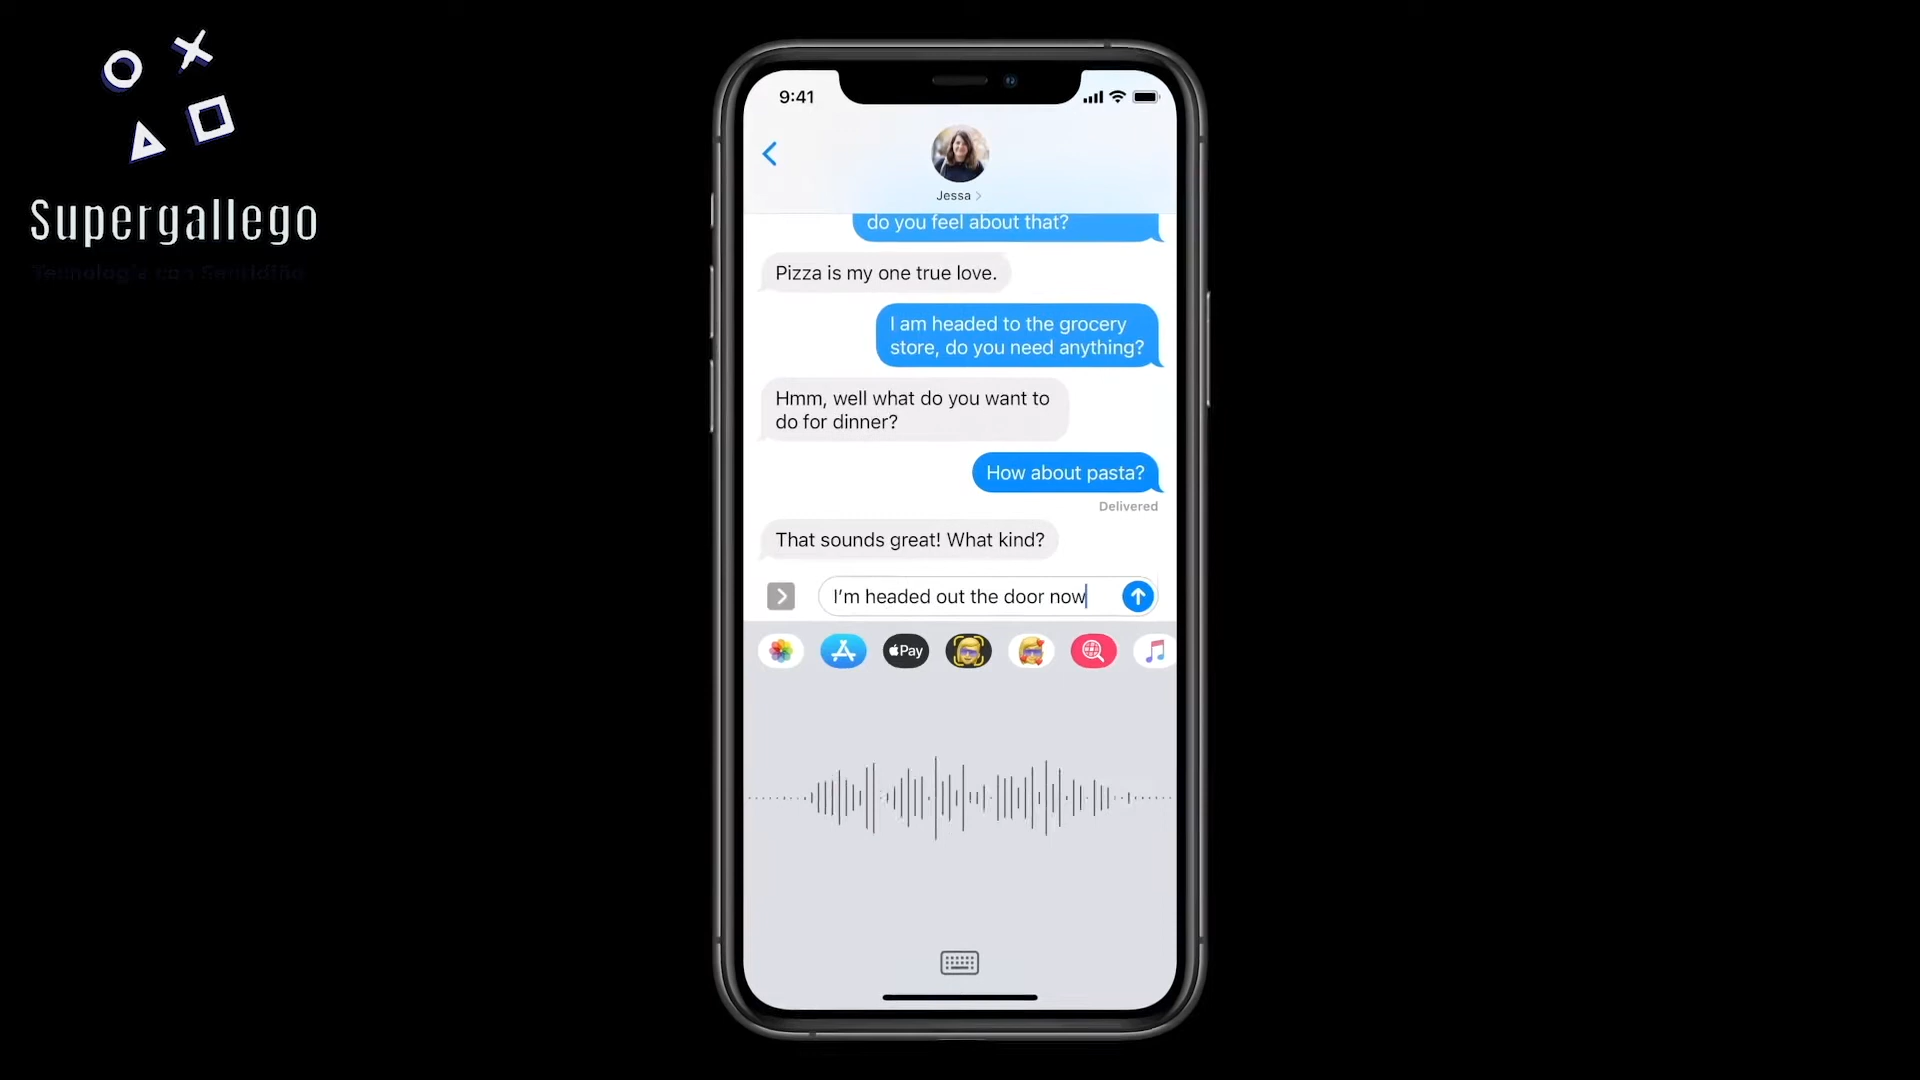 Supergallego
9:41
Jessa
do you feel about that?
Pizza is my one true love.
I am headed to the grocery
store, do you need anything?
Hmm, well what do you want to
do for dinner?
How about pasta?
Delivered
That sounds great! What kind?
I'm headed out the door now
Pay